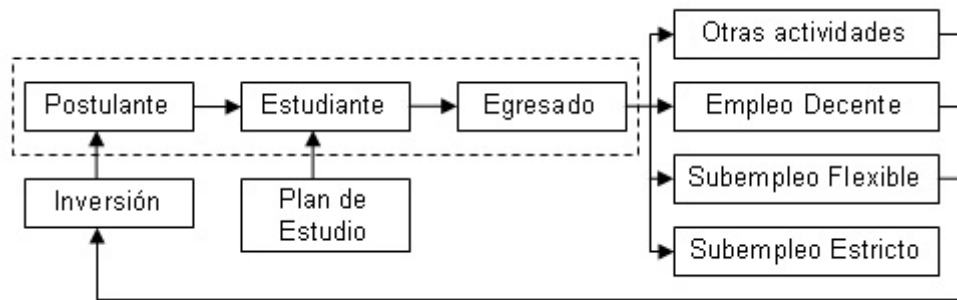 Otras actividades
Postulante
Estudiante
Egresado
Empleo Decente
Inversión
Plan de
Estudio
Subempleo Flexible
Subempleo Estricto